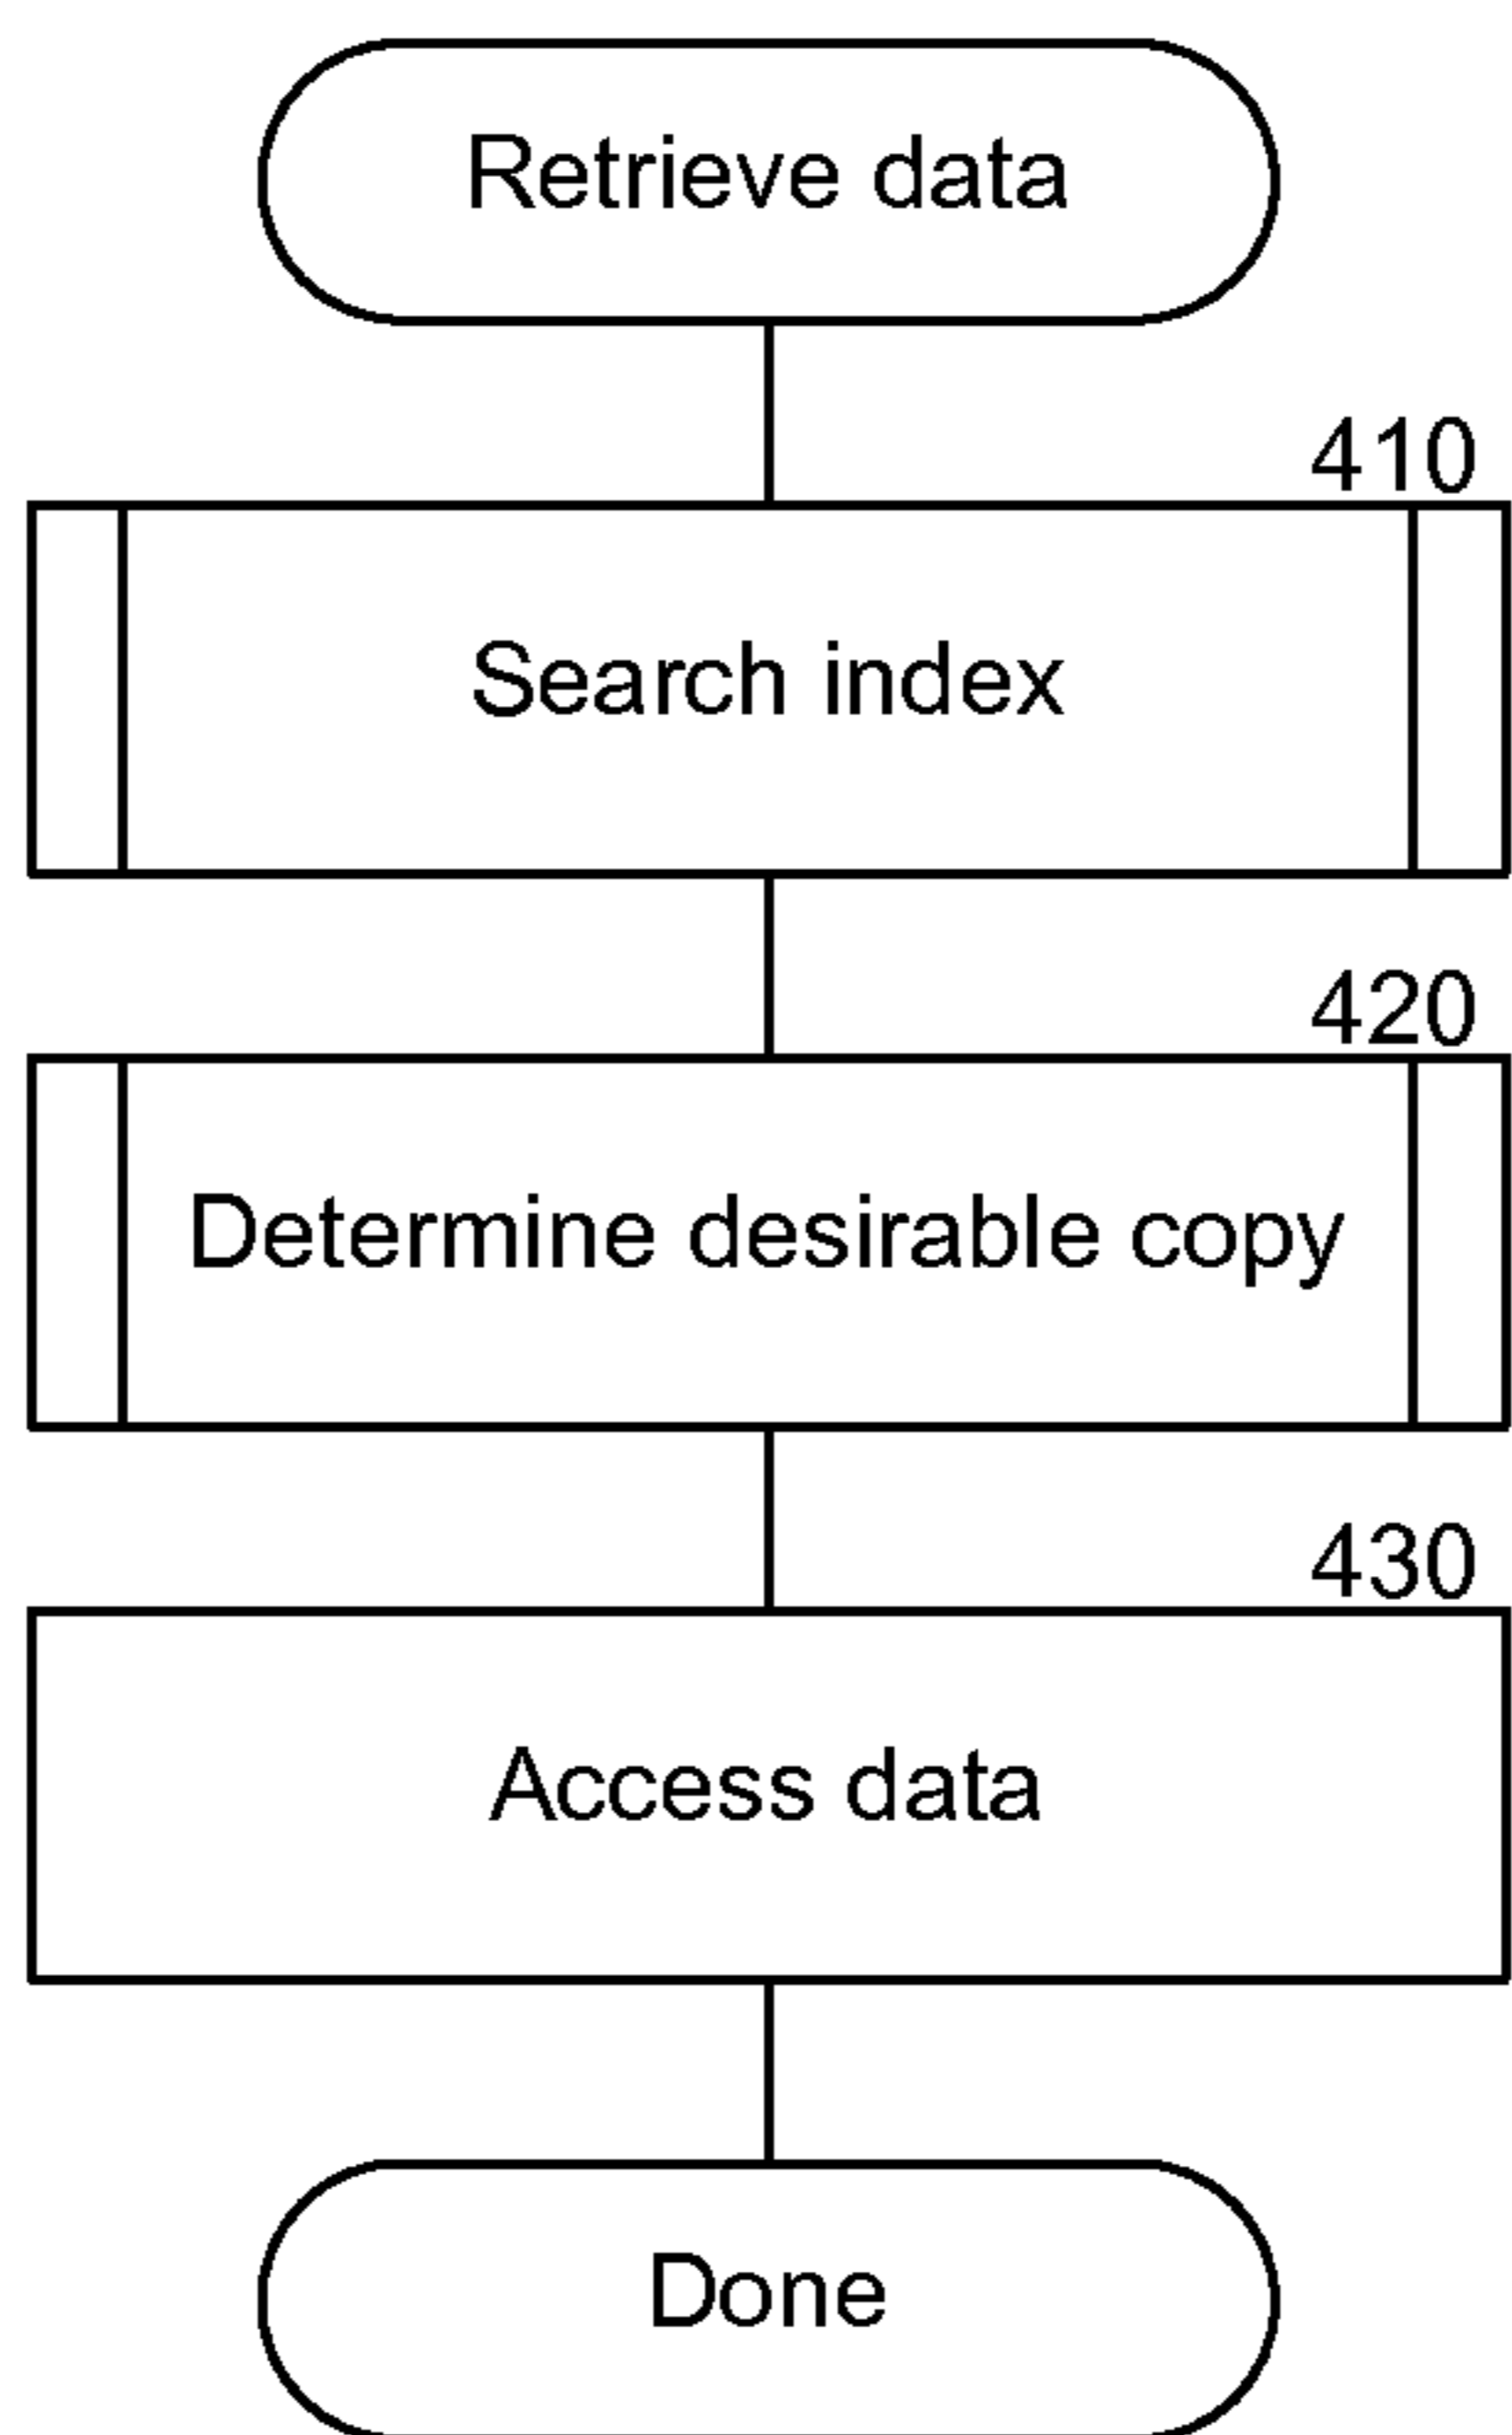 Retrieve data
410
Search index
420
Determine desirable copy
430
Access data
Done